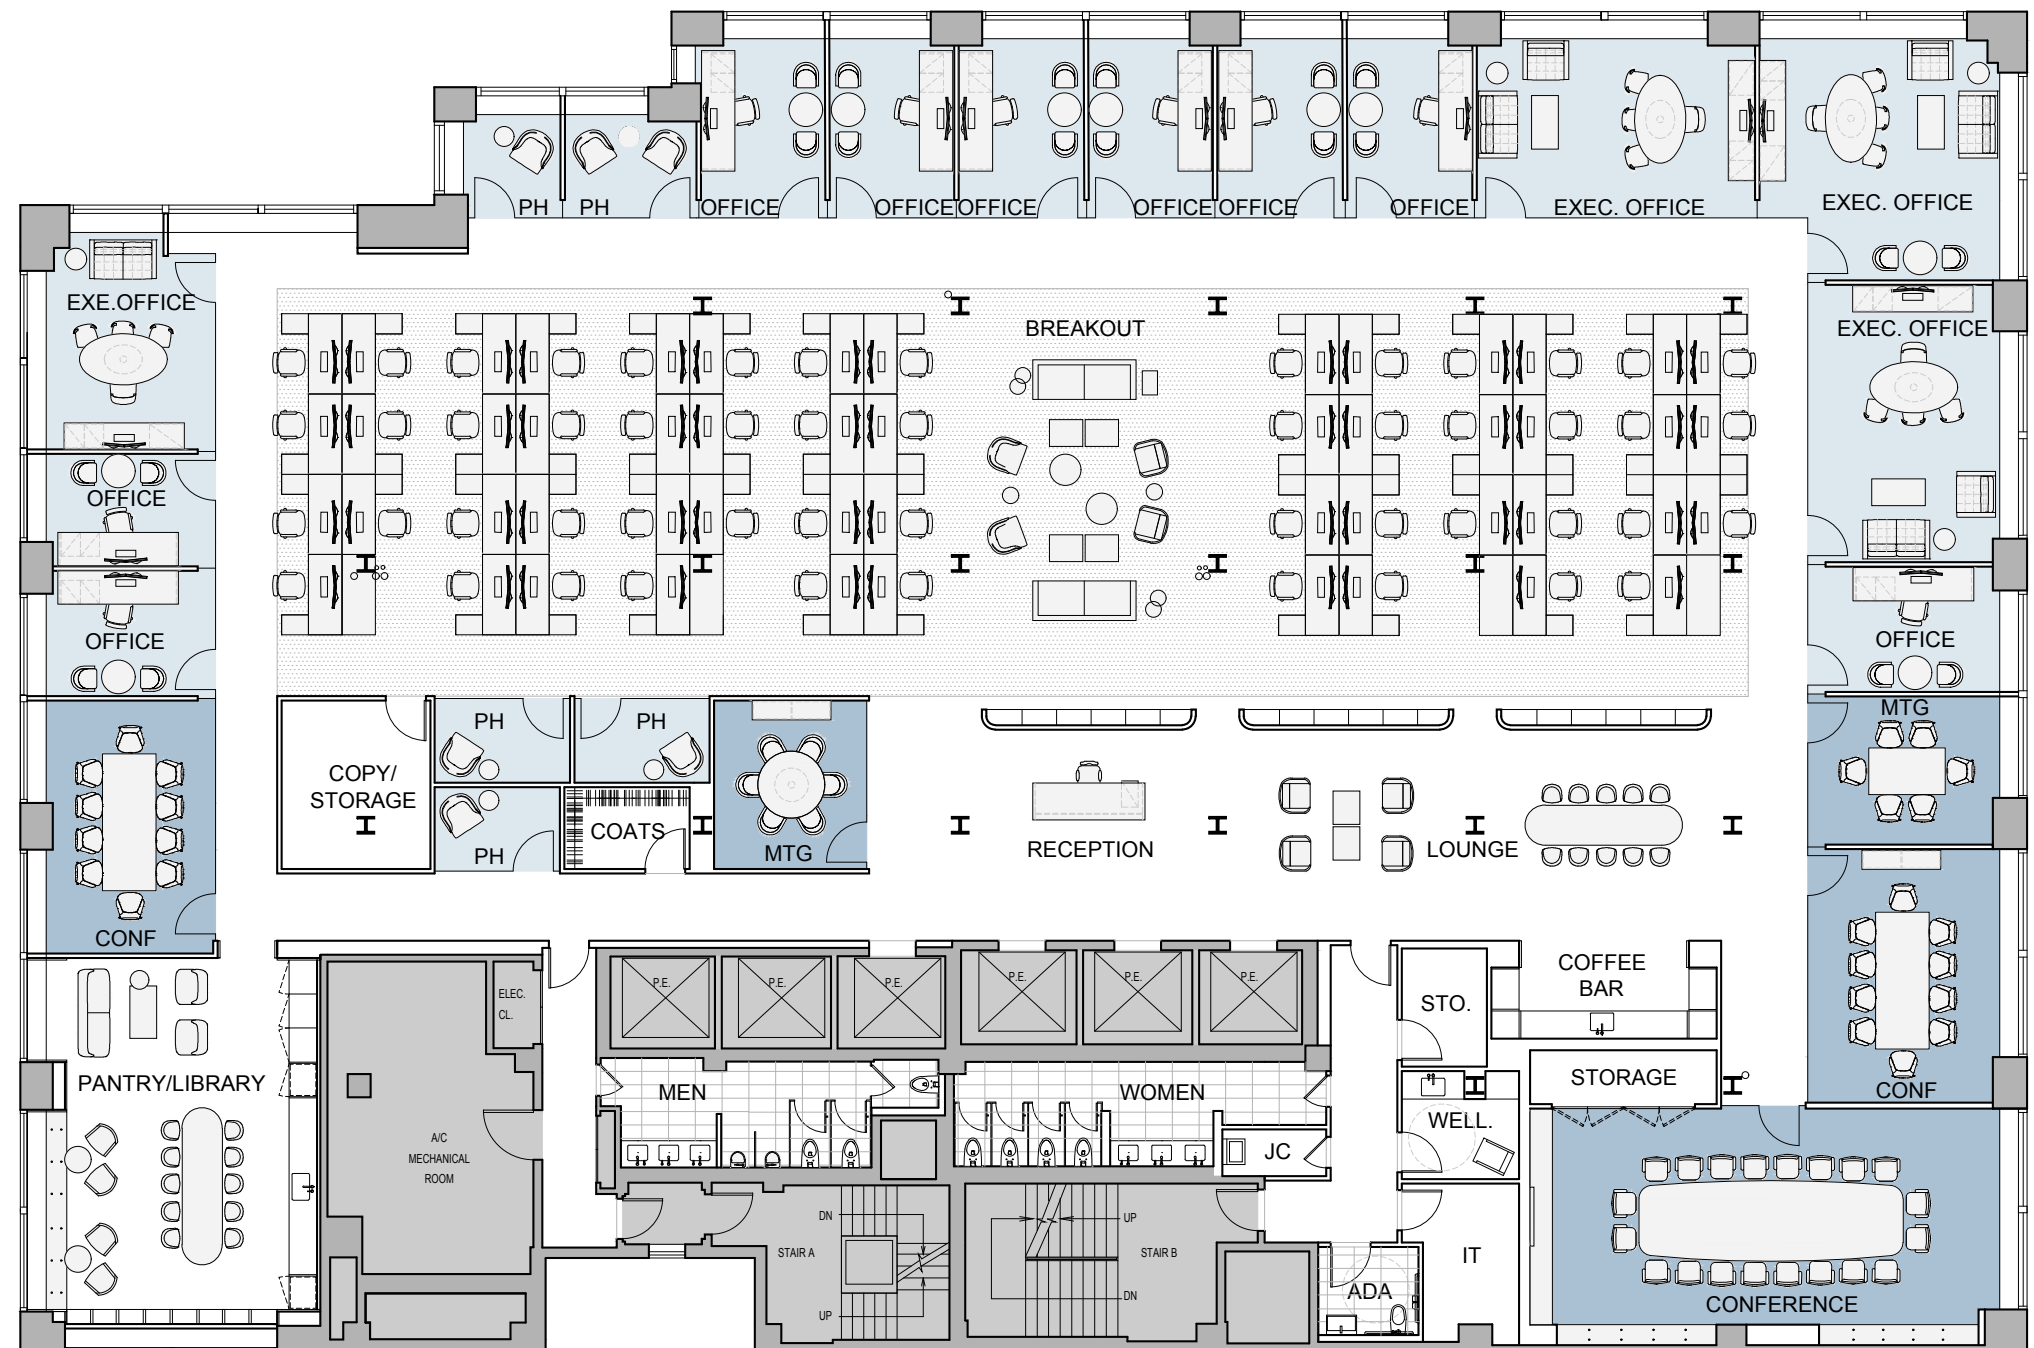 PH
PH
OFFICE
OFFICE
OFFICE
OFFICE
OFFICE
OFFICE
EXEC. OFFICE
EXEC. OFFICE
EXE.OFFICE
BREAKOUT
EXEC. OFFICE
OFFICE
OFFICE
OFFICE
PH
PH
MTG
COPY/
STORAGE
COATS
PH
MTG
RECEPTION
LOUNGE
CONF
P.E.
P.E.
P.E.
P.E.
P.E.
P.E.
ELEC.
CL.
STO.
COFFEE
BAR
PANTRY/LIBRARY
MEN
WOMEN
STORAGE
CONF
WELL.
A/C
MECHANICAL
ROOM
JC
DN
UP
STAIR A
STAIR B
IT
UP
DN
ADA
CONFERENCE